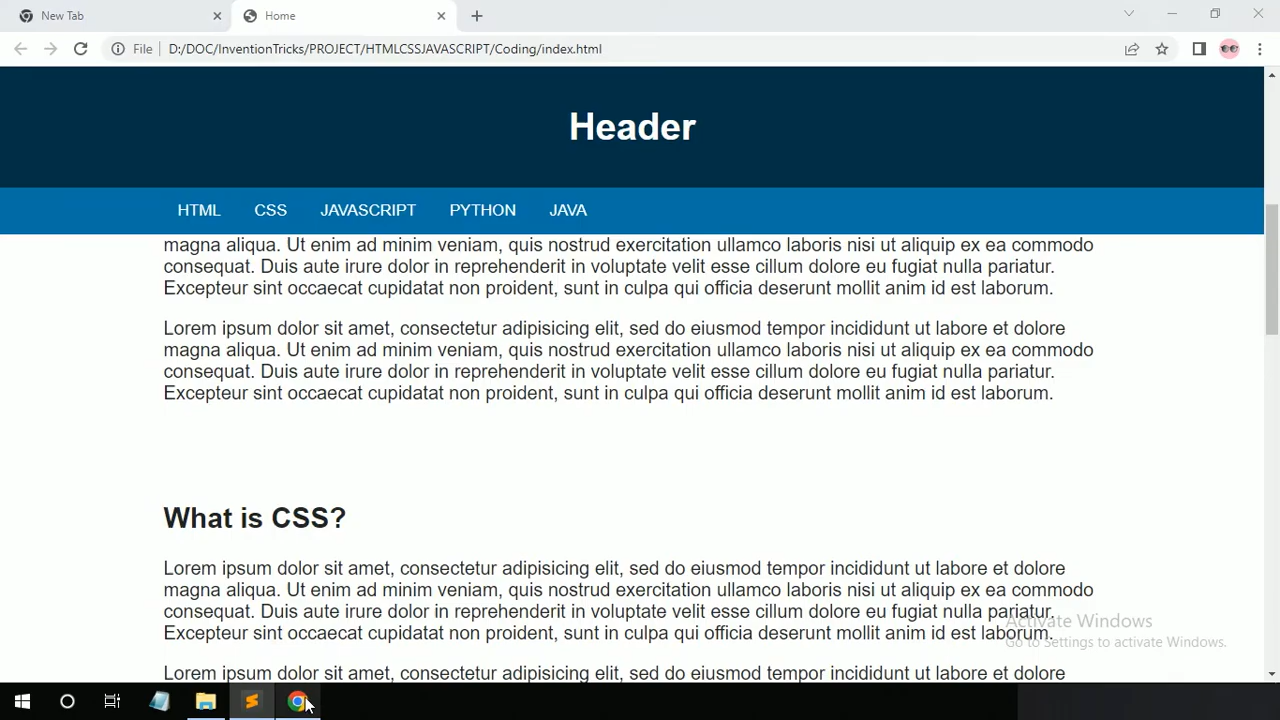 New Tab
Home
File
D:/DOC/InventionTricks/PROJECT/HTMLCSSJAVASCRIPT/Coding/index.html
Header
HTML CSS JAVASCRIPT PYTHON JAVA
magna aliqua. Ut enim ad minim veniam, quis nostrud exercitation ullamco laboris nisi ut aliquip ex ea commodo
consequat. Duis aute irure dolor in reprehenderit in voluptate velit esse cillum dolore eu fugiat nulla pariatur.
Excepteur sint occaecat cupidatat non proident, sunt in culpa qui officia deserunt mollit anim id est laborum.
Lorem ipsum dolor sit amet, consectetur adipisicing elit, sed do eiusmod tempor incididunt ut labore et dolore
magna aliqua. Ut enim ad minim veniam, quis nostrud exercitation ullamco laboris nisi ut aliquip ex ea commodo
consequat. Duis aute irure dolor in reprehenderit in voluptate velit esse cillum dolore eu fugiat nulla pariatur.
Excepteur sint occaecat cupidatat non proident, sunt in culpa qui officia deserunt mollit anim id est laborum.
What is CSS?
Lorem ipsum dolor sit amet, consectetur adipisicing elit, sed do eiusmod tempor incididunt ut labore et dolore
magna aliqua. Ut enim ad minim veniam, quis nostrud exercitation ullamco laboris nisi ut aliquip ex ea commodo
consequat. Duis aute irure dolor in reprehenderit in voluptate velit esse cillum dolore eu fugiat nulla pariatur.
Excepteur sint occaecat cupidatat non proident, sunt in culpa qui officia deserunt mollit anim id est laborum.
Lorem ipsum dolor sit amet, consectetur adipisicing elit, sed do eiusmod tempor incididunt ut labore et dolore
Activate Windows
Go to Settings to activate Windows.